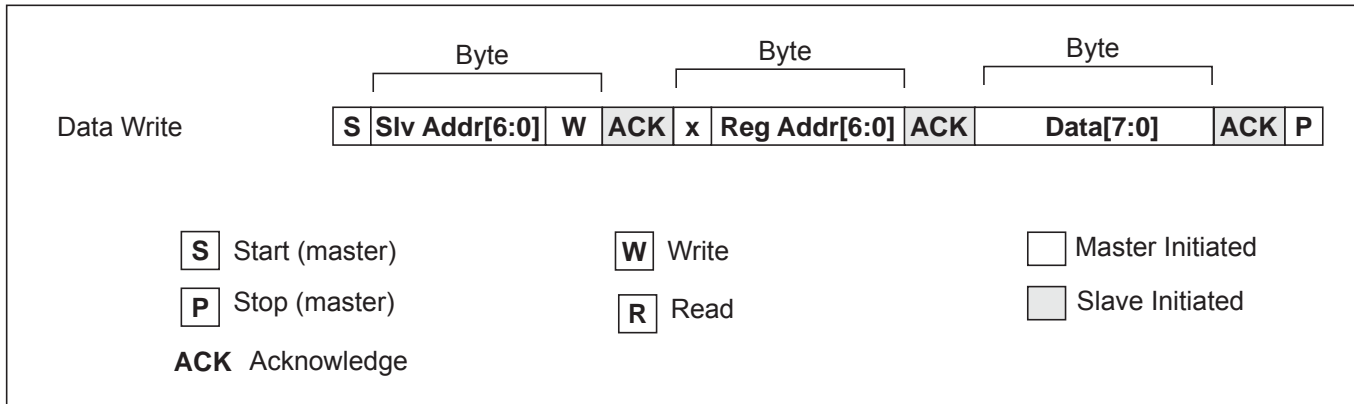 Byte Byte Byte
Data Write S Slv Addr[6:0] W ACK x Reg Addr[6:0] ACK Data[7:0] ACK P
S Start (master) W Write Master Initiated
P Stop (master) R Read Slave Initiated
ACK Acknowledge